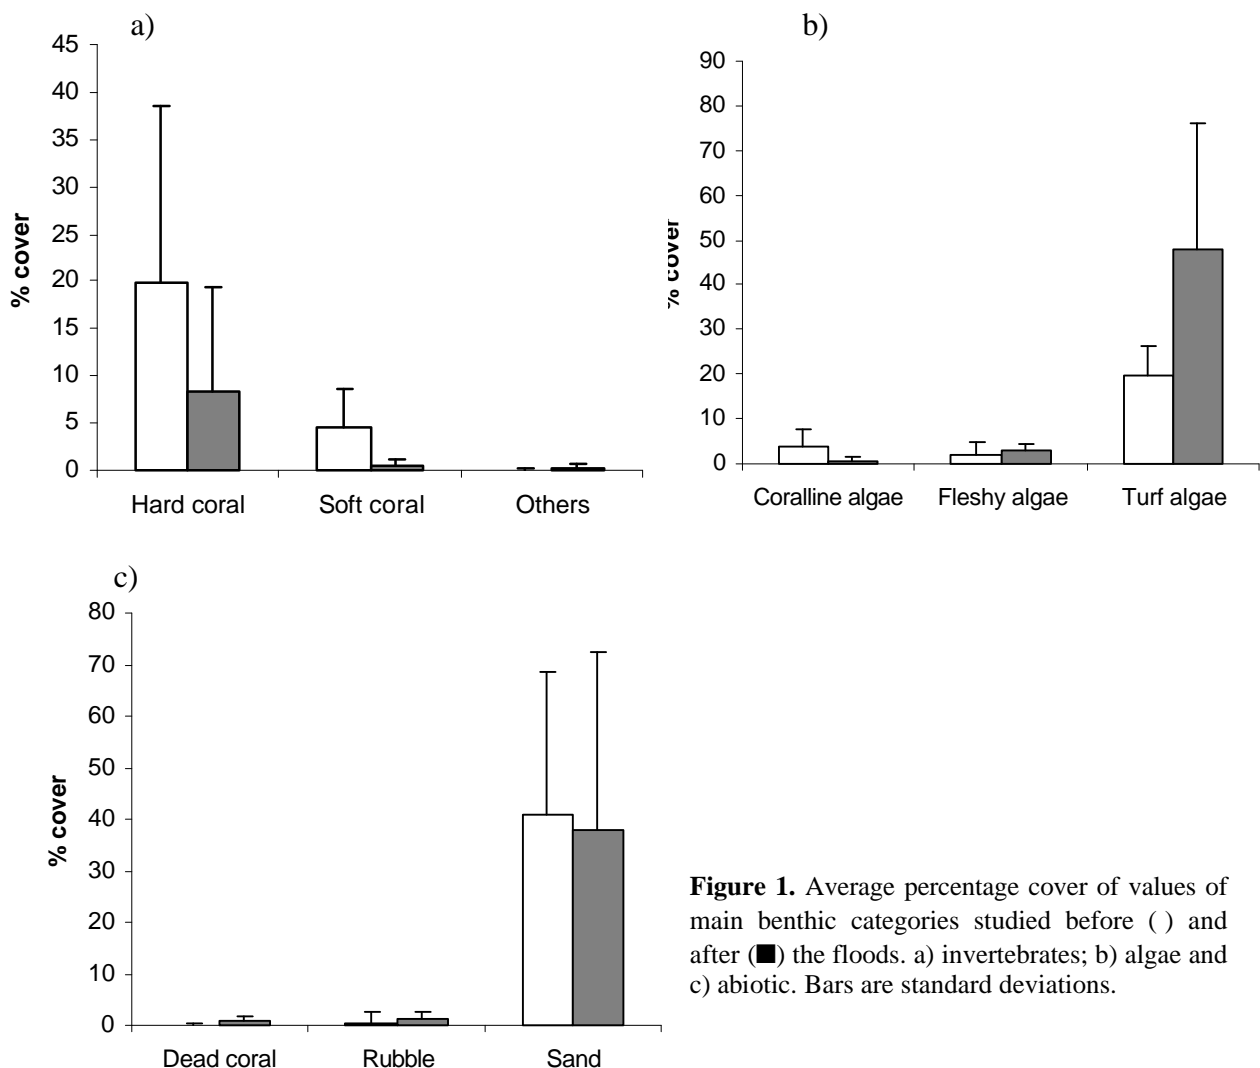 a)
45
40
35
30
25
20
15
10
5
0
% cover
Hard coral Soft coral Others
b)
90
80
70
60
50
40
30
20
10
0
% cover
Coralline algae Fleshy algae Turf algae
c)
80
70
60
50
40
30
20
10
0
% cover
Dead coral Rubble Sand
Figure 1. Average percentage cover of values of
main benthic categories studied before ( ) and
after (■) the floods. a) invertebrates; b) algae and
c) abiotic. Bars are standard deviations.